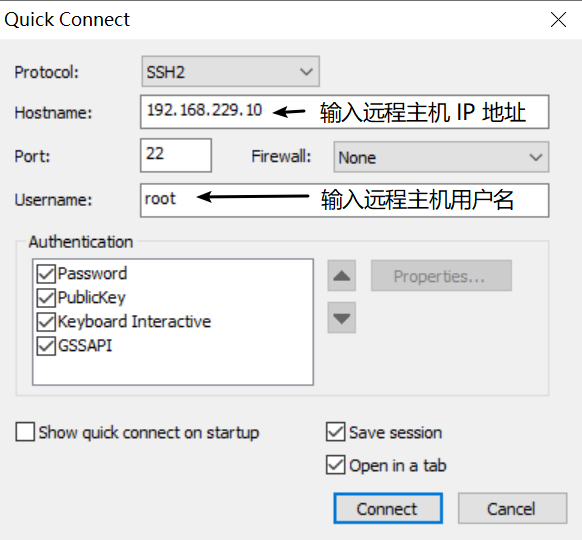 Quick Connect
Protocol: SSH2
Hostname: 192.168.229.10 输入远程主机 IP 地址
Port: 22 Firewall: None
Username: root 输入远程主机用户名
Authentication
Password
PublicKey Properties...
Keyboard Interactive
GSSAPI
Show quick connect on startup Save session
Open in a tab
Connect Cancel